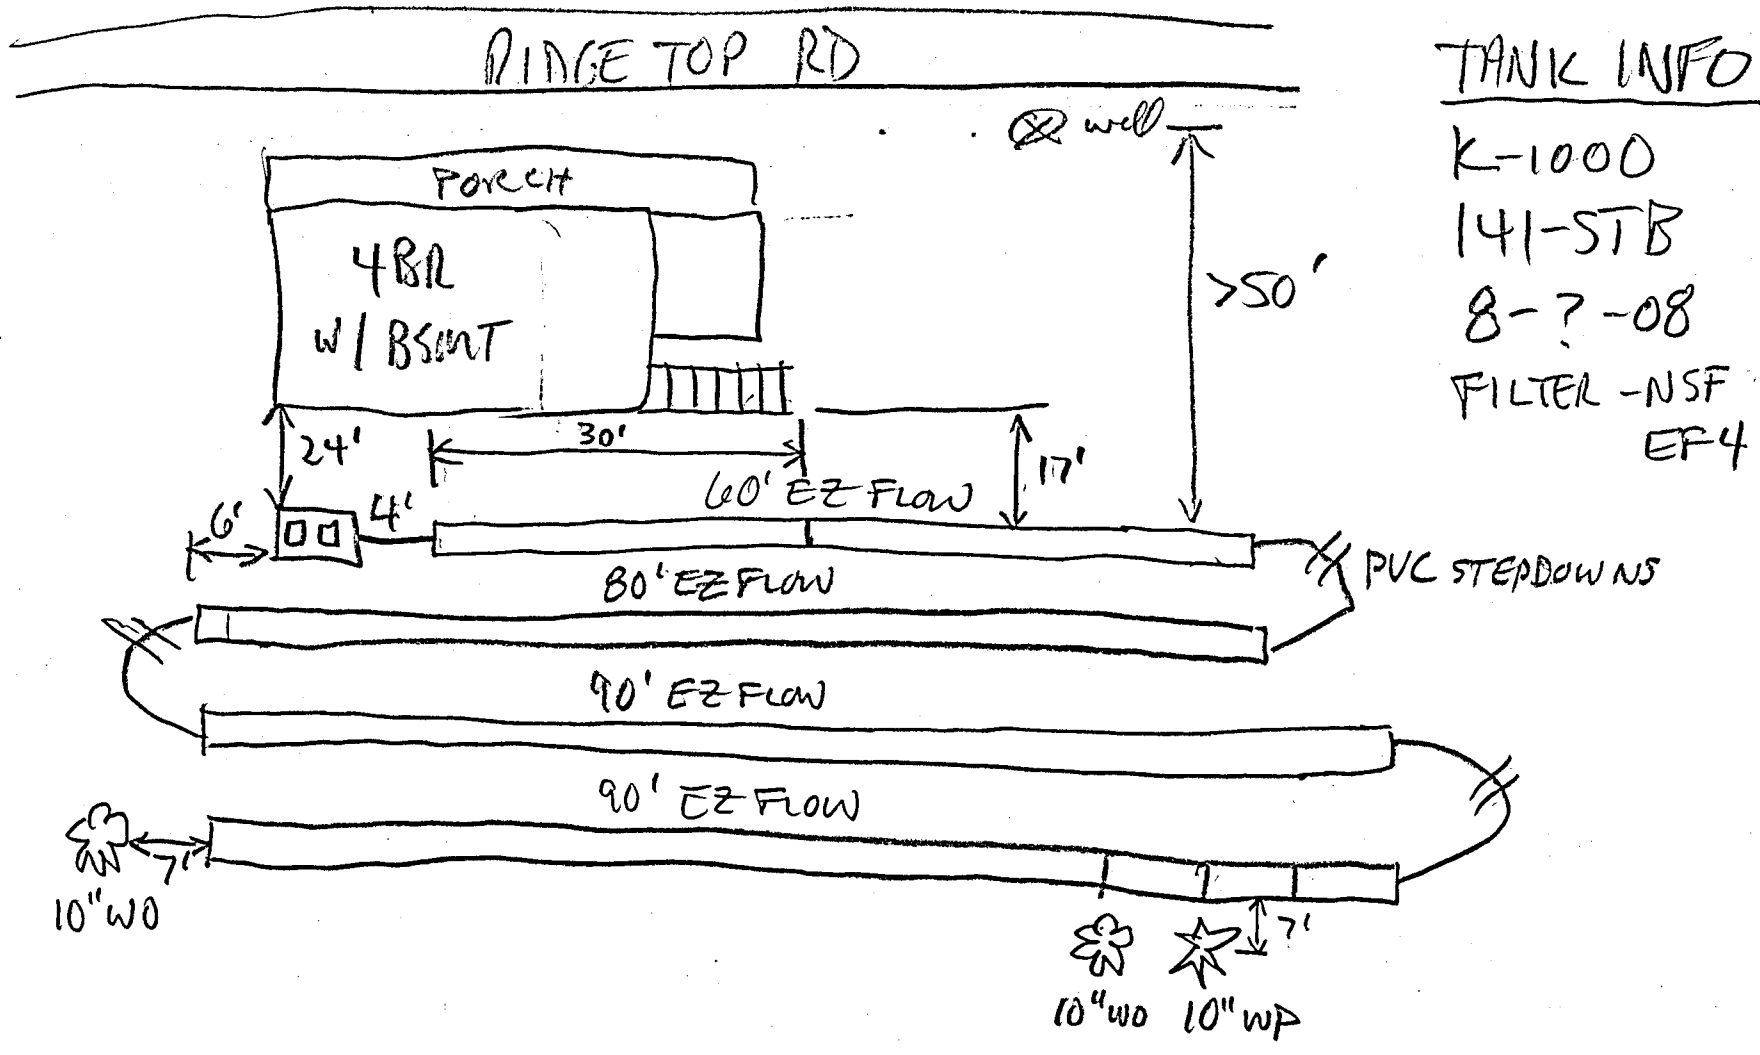 RIDGE TOP RD
TANK INFO
well
K-1000
PORCH
141-STB
4BR
>50'
8-?-08
W/ BSMNT
FILTER -NSF
EF4
24'
30'
17'
60' EZ FLOW
6'
4'
PVC STEPDOWNS
80' EZ FLOW
90' EZ FLOW
90' EZ FLOW
7'
10" WO
7'
10" WO
10" WP